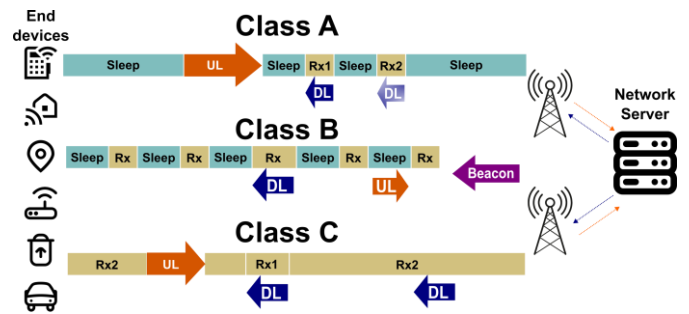 End
devices
Class A
Sleep UL Sleep Rx1 Sleep Rx2 Sleep
DL DL
Network
Server
Class B
Sleep Rx Sleep Rx Sleep Rx Sleep Rx Sleep Rx
DL UL Beacon
Class C
Rx2 UL Rx1 Rx2
DL DL